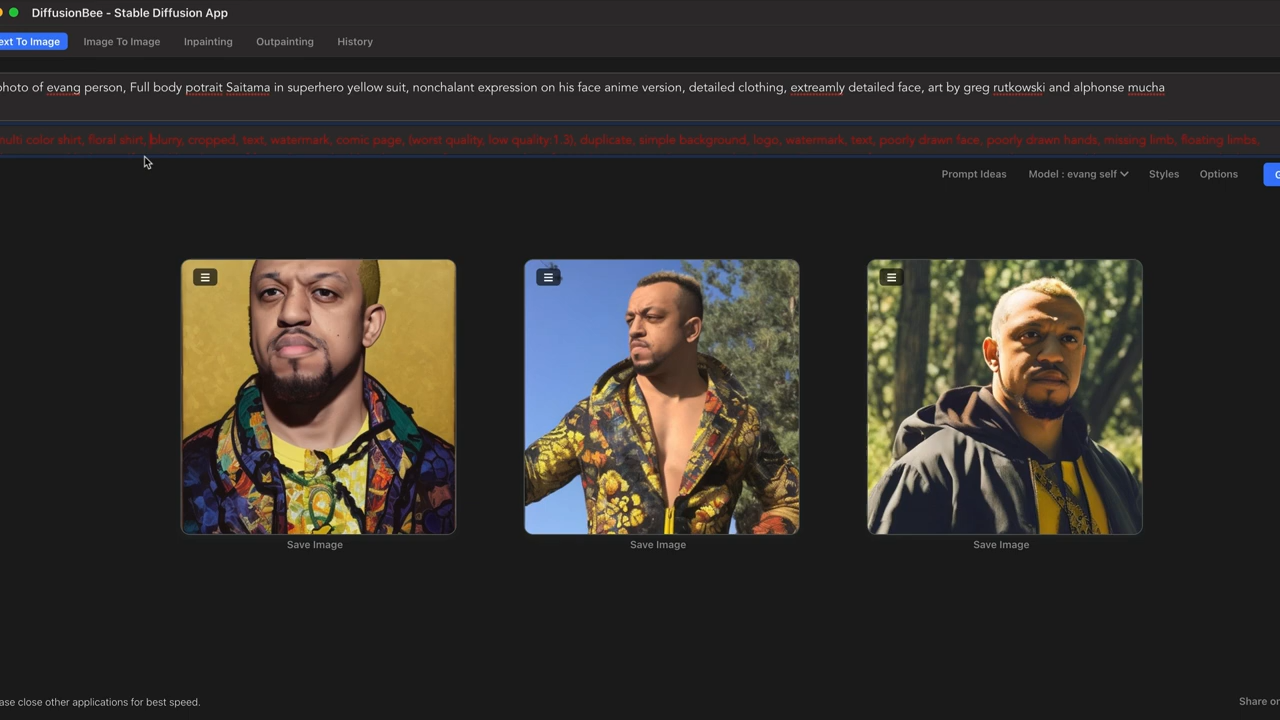 DiffusionBee - Stable Diffusion App
ext To Image Image To Image Inpainting Outpainting History
photo of evang person, Full body potrait Saitama in superhero yellow suit, nonchalant expression on his face anime version, detailed clothing, extreamly detailed face, art by greg rutkowski and alphonse mucha
multi color shirt, floral shirt, blurry, cropped, text, watermark, comic page, (worst quality, low quality:1.3), duplicate, simple background, logo, watermark, text, poorly drawn face, poorly drawn hands, missing limb, floating limbs,
Prompt Ideas Model : evang self Styles Options G
Save Image Save Image Save Image
ase close other applications for best speed.
Share on